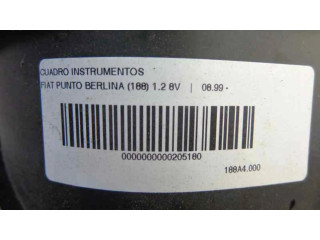 CUADRO INSTRUMENTOS
FIAT PUNTO BERLINA (188) 1.2 8V | 08.99 -
0000000000205180
188A4.000